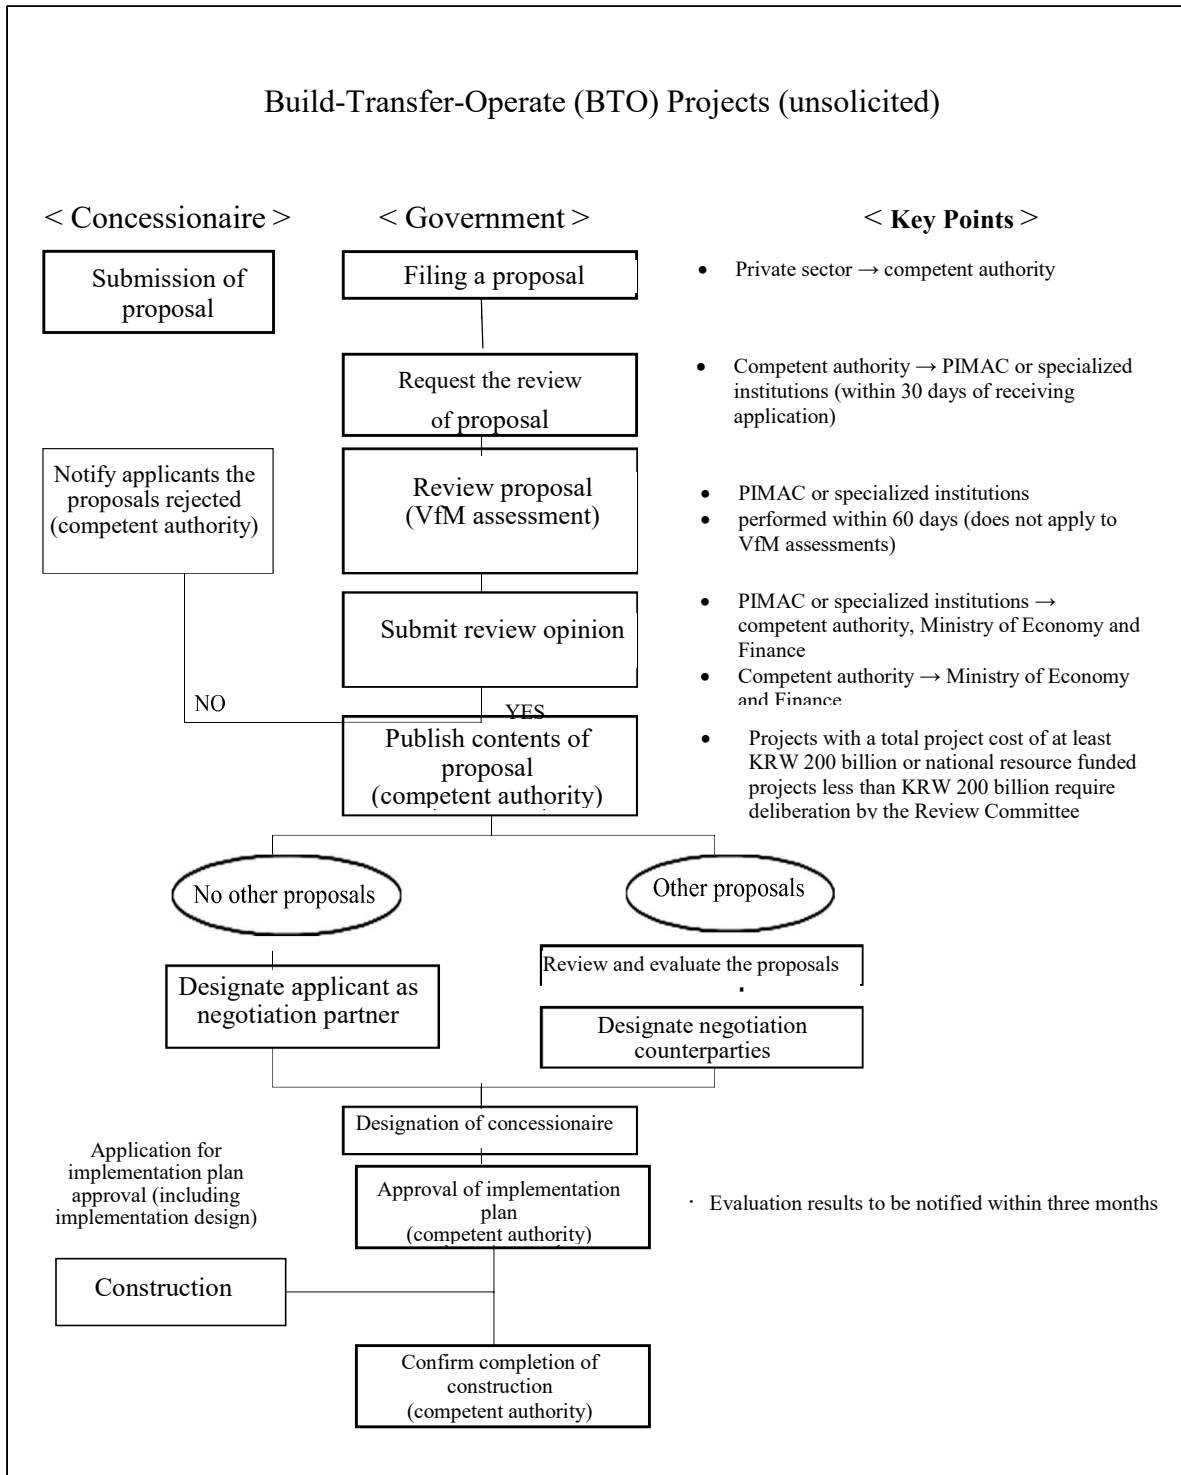 Build-Transfer-Operate (BTO) Projects (unsolicited)
< Concessionaire >
< Government >
< Key Points >
Submission of
proposal
Filing a proposal
• Private sector → competent authority
Request the review
of proposal
• Competent authority → PIMAC or specialized
institutions (within 30 days of receiving
application)
Notify applicants the
proposals rejected
(competent authority)
Review proposal
(VfM assessment)
• PIMAC or specialized institutions
• performed within 60 days (does not apply to
VfM assessments)
Submit review opinion
• PIMAC or specialized institutions →
competent authority, Ministry of Economy and
Finance
• Competent authority → Ministry of Economy
and Finance
NO
YES
Publish contents of
proposal
(competent authority)
• Projects with a total project cost of at least
KRW 200 billion or national resource funded
projects less than KRW 200 billion require
deliberation by the Review Committee
No other proposals
Other proposals
Designate applicant as
negotiation partner
Review and evaluate the proposals
Designate negotiation
counterparties
Designation of concessionaire
Application for
implementation plan
approval (including
implementation design)
Approval of implementation
plan
(competent authority)
· Evaluation results to be notified within three months
Construction
Confirm completion of
construction
(competent authority)